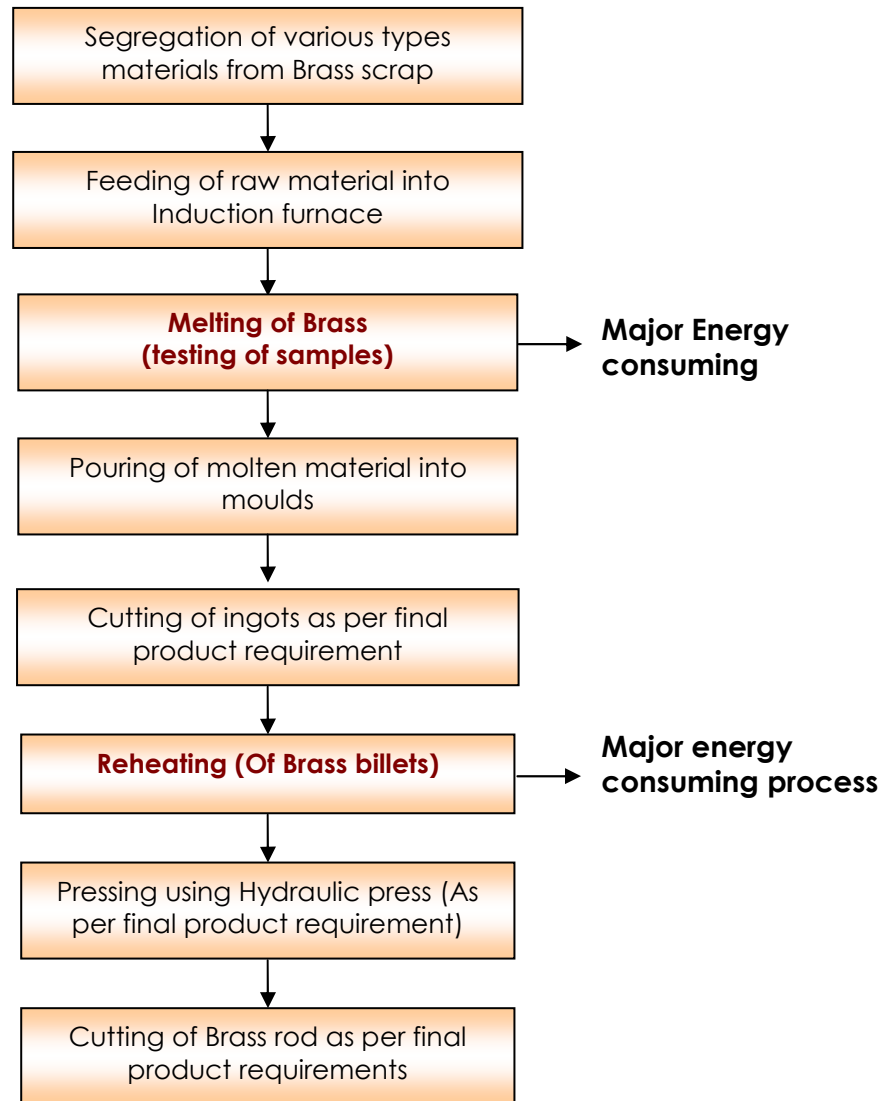 Segregation of various types
materials from Brass scrap
Feeding of raw material into
Induction furnace
Melting of Brass
(testing of samples)
Major Energy
consuming
Pouring of molten material into
moulds
Cutting of ingots as per final
product requirement
Reheating (Of Brass billets)
Major energy
consuming process
Pressing using Hydraulic press (As
per final product requirement)
Cutting of Brass rod as per final
product requirements